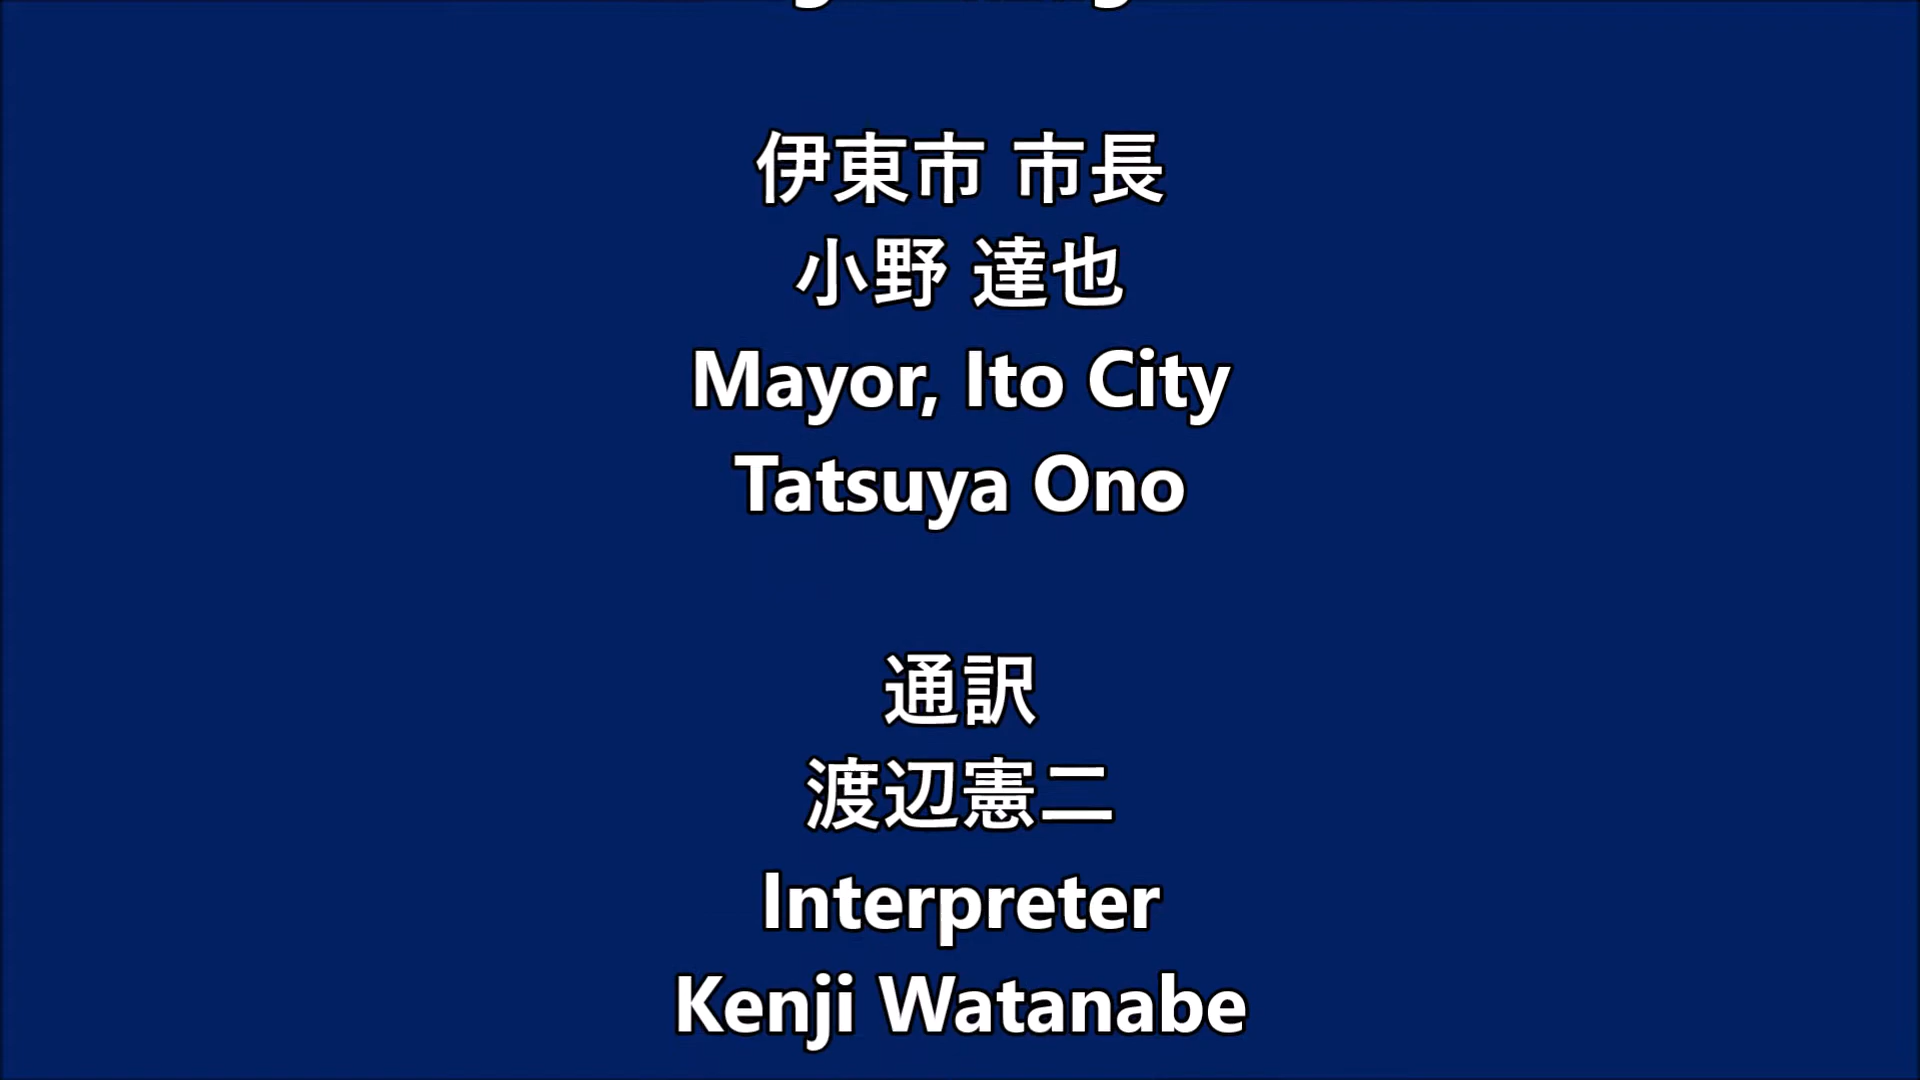 伊東市 市長
小野 達也
Mayor, Ito City
Tatsuya Ono
通訳
渡辺憲二
Interpreter
Kenji Watanabe